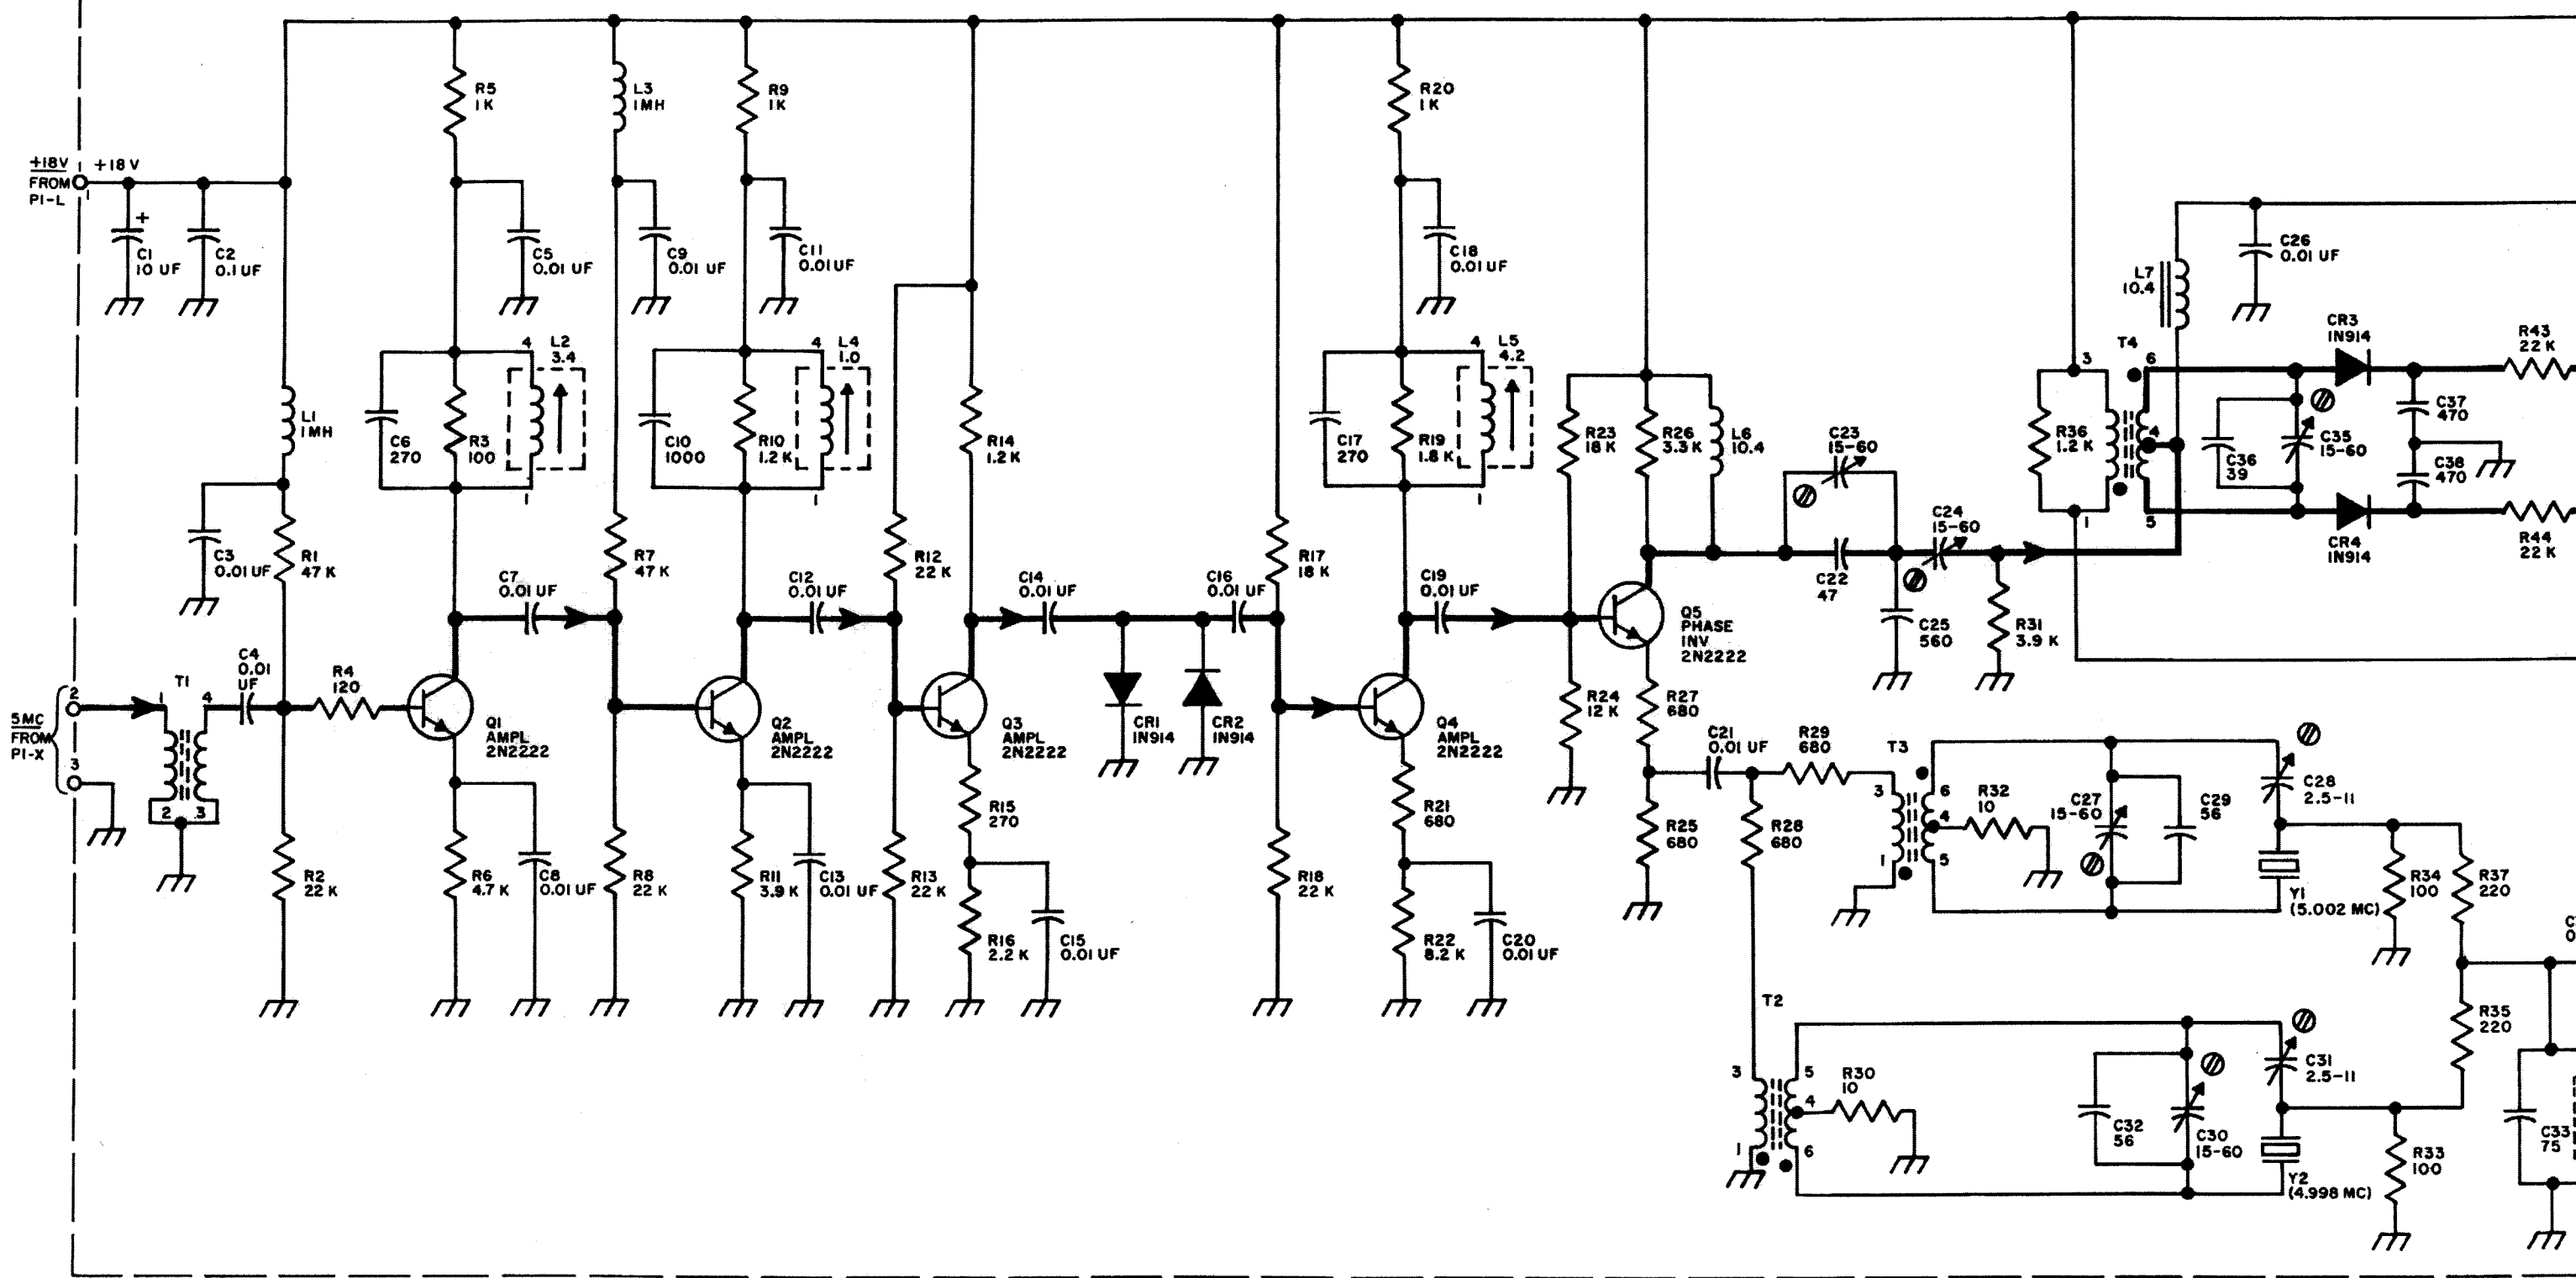 R5
1K
L3
1MH
R9
1K
R20
1K
+18V
FROM
P1-L
1
+18V
+
C1
10 UF
C2
0.1UF
C5
0.01 UF
C9
0.01 UF
C11
0.01UF
C18
0.01UF
C26
0.01 UF
L7
10.4
4
L2
3.4
4
L4
1.0
4
L5
4.2
CR3
1N914
R43
22 K
T4
3
6
L1
1MH
C6
270
R3
100
C10
1000
R10
1.2 K
R14
1.2 K
C17
270
R19
1.8 K
R23
18 K
R26
3.3 K
L6
10.4
C23
15-60
R36
1.2 K
4
C36
39
C35
15-60
C37
470
C38
470
1
1
1
1
5
C3
0.01 UF
R1
47 K
R7
47 K
R12
22 K
R17
18 K
C24
15-60
CR4
1N914
R44
22 K
C7
0.01 UF
C12
0.01 UF
C14
0.01 UF
C16
0.01 UF
C19
0.01 UF
C22
47
C25
560
R31
3.9 K
Q5
PHASE
INV
2N2222
5MC
FROM
P1-X
2
3
T1
1
4
2
3
C4
0.01
UF
R4
120
Q1
AMPL
2N2222
Q2
AMPL
2N2222
Q3
AMPL
2N2222
CR1
1N914
CR2
1N914
Q4
AMPL
2N2222
R24
12 K
R27
680
C21
0.01 UF
R29
680
T3
3
6
4
1
5
R32
10
C27
15-60
C29
56
C28
2.5-11
R15
270
R21
680
R25
680
R28
680
R2
22 K
R6
4.7 K
C8
0.01 UF
R8
22 K
R11
3.9 K
C13
0.01 UF
R13
22 K
R16
2.2 K
C15
0.01 UF
R18
22 K
R22
8.2 K
C20
0.01 UF
Y1
(5.002 MC)
R34
100
R37
220
C
0
T2
3
5
4
1
6
R30
10
C32
56
C30
15-60
C31
2.5-11
R35
220
Y2
(4.998 MC)
R33
100
C33
75